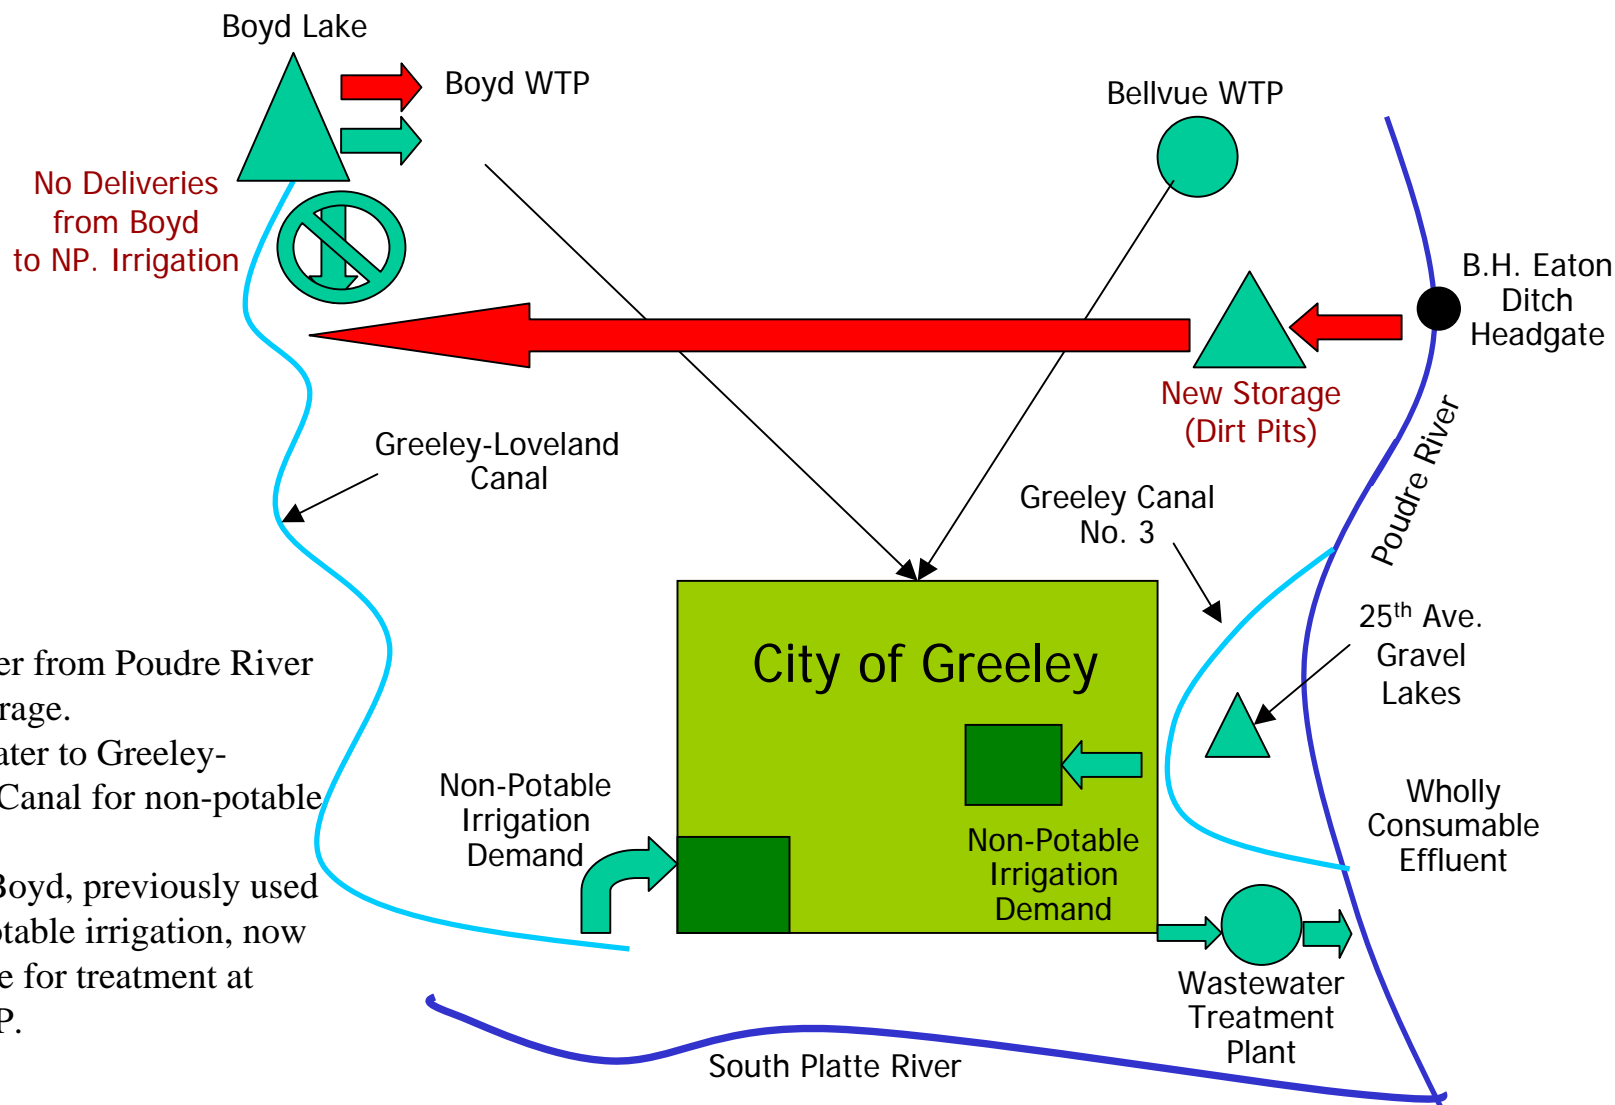 Boyd Lake
Boyd WTP
Bellvue WTP
No Deliveries
from Boyd
to NP. Irrigation
B.H. Eaton
Ditch
Headgate
New Storage
(Dirt Pits)
Poudre River
Greeley-Loveland
Canal
Greeley Canal
No. 3
25th Ave.
Gravel
Lakes
City of Greeley
er from Poudre River
rage.
ater to Greeley-
Canal for non-potable
Boyd, previously used
otable irrigation, now
e for treatment at
P.
Non-Potable
Irrigation
Demand
Non-Potable
Irrigation
Demand
Wholly
Consumable
Effluent
Wastewater
Treatment
Plant
South Platte River